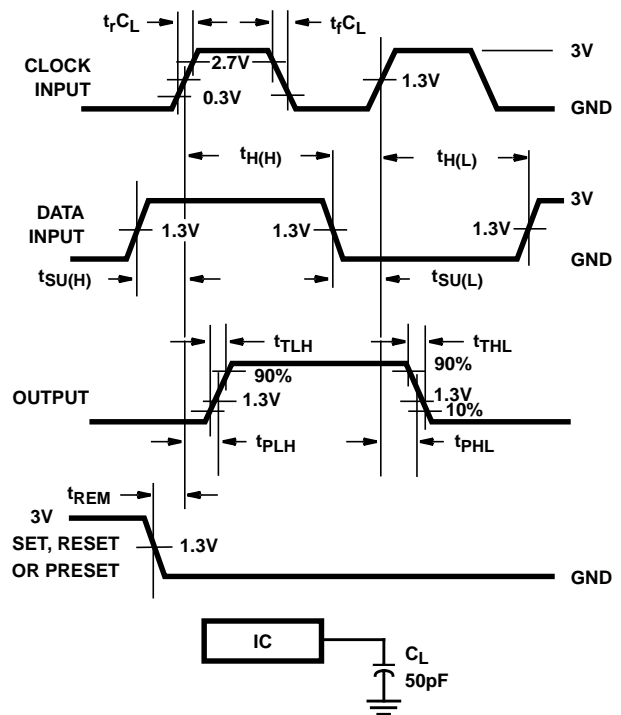 trCL
tfCL
CLOCK
INPUT
2.7V
0.3V
1.3V
3V
GND
tH(H)
tH(L)
DATA
INPUT
1.3V
1.3V
1.3V
3V
GND
tSU(H)
tSU(L)
tTLH
tTHL
OUTPUT
90%
1.3V
90%
1.3V
10%
tPLH
tPHL
tREM
3V
SET, RESET
OR PRESET
1.3V
GND
IC
CL
50pF